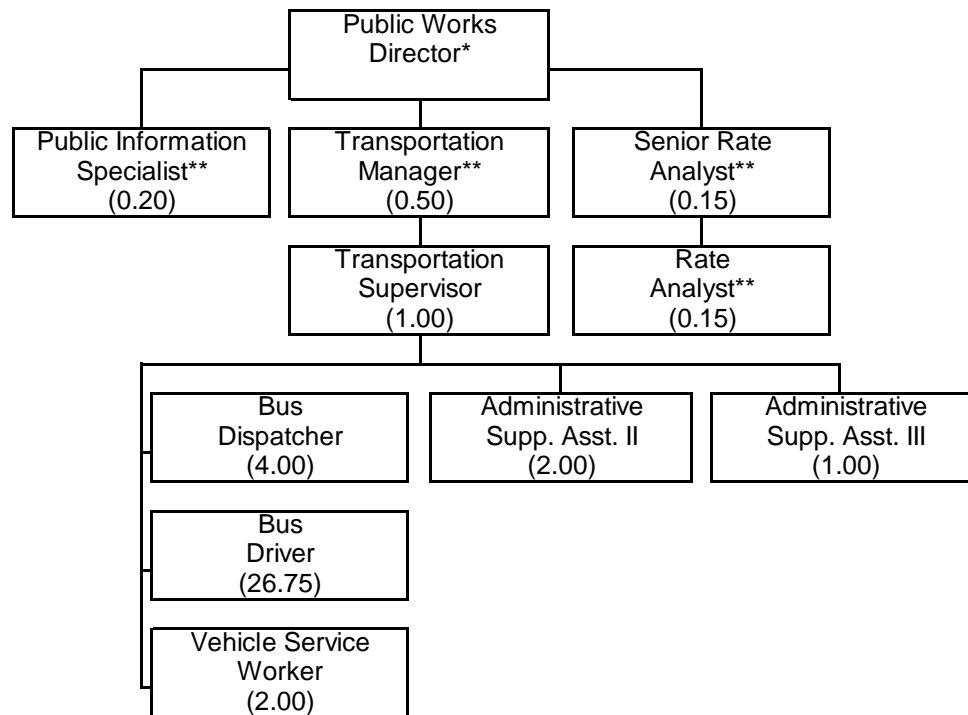 Public Works
Director*
Public Information
Specialist**
(0.20)
Transportation
Manager**
(0.50)
Senior Rate
Analyst**
(0.15)
Transportation
Supervisor
(1.00)
Rate
Analyst**
(0.15)
Bus
Dispatcher
(4.00)
Administrative
Supp. Asst. II
(2.00)
Administrative
Supp. Asst. III
(1.00)
Bus
Driver
(26.75)
Vehicle Service
Worker
(2.00)